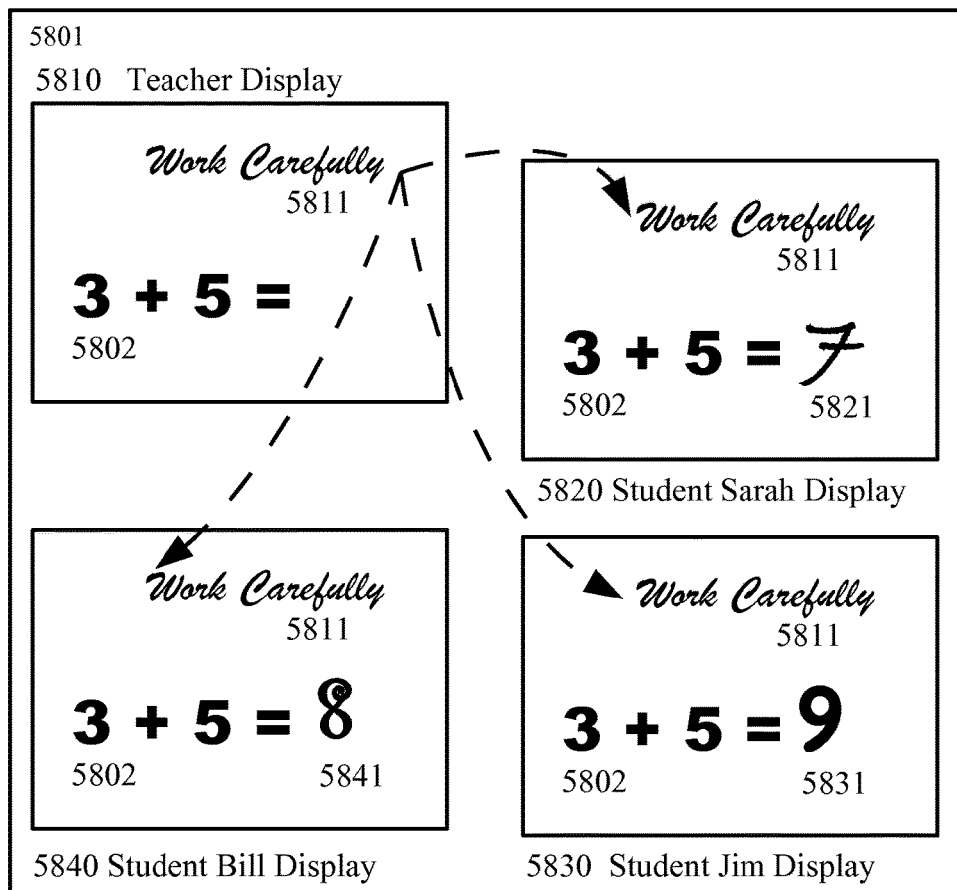 5801
5810 Teacher Display
Work Carefully
5811
3 + 5 =
5802
Work Carefully
5811
3 + 5 = 7
5802 5821
5820 Student Sarah Display
Work Carefully
5811
3 + 5 = 8
5802 5841
5840 Student Bill Display
Work Carefully
5811
3 + 5 = 9
5802 5831
5830 Student Jim Display